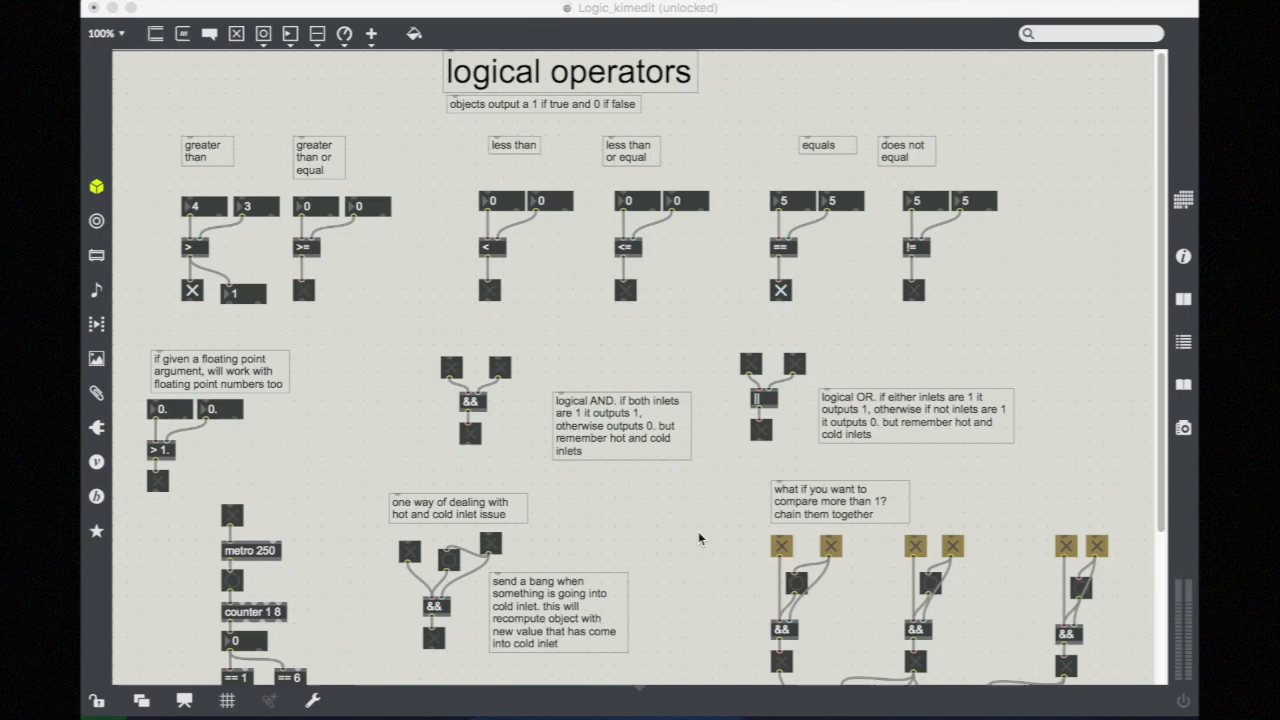 Logic_kimedit (unlocked)
100%
logical operators
objects output a 1 if true and 0 if false
greater
than
greater
than or
equal
less than
less than
or equal
equals
does not
equal
4
3
0
0
0
0
0
0
5
5
5
5
>
>=
<
<=
==
!=
1
if given a floating point
argument, will work with
floating point numbers too
0.
0.
> 1.
&&
logical AND. if both inlets
are 1 it outputs 1,
otherwise outputs 0. but
remember hot and cold
inlets
||
logical OR. if either inlets are 1 it
outputs 1, otherwise if not inlets are 1
it outputs 0. but remember hot and
cold inlets
metro 250
counter 1 8
0
== 1
== 6
one way of dealing with
hot and cold inlet issue
&&
send a bang when
something is going into
cold inlet. this will
recompute object with
new value that has come
into cold inlet
what if you want to
compare more than 1?
chain them together
&&
&&
&&